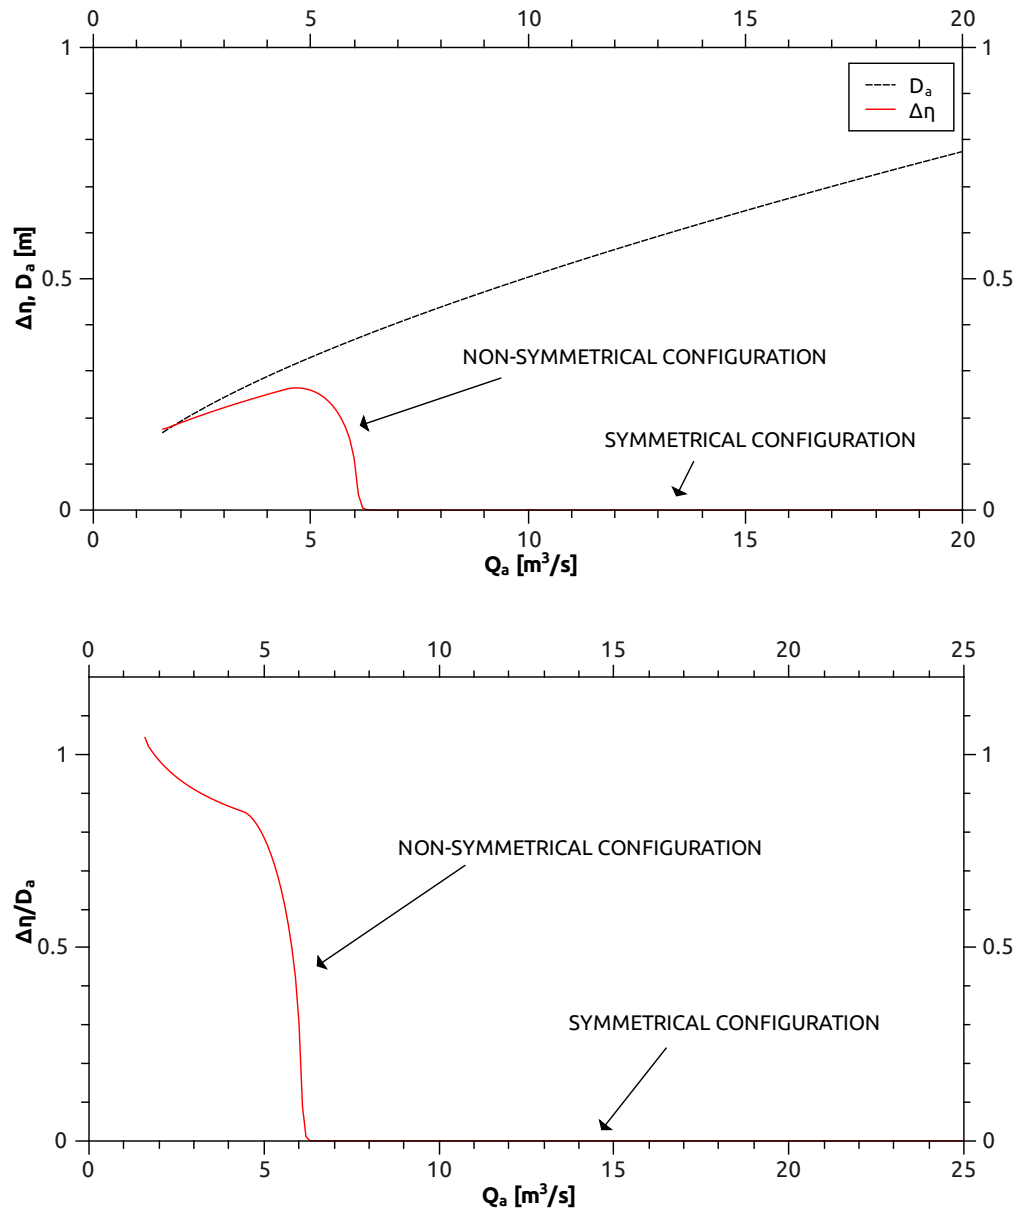 0 5 10 15 20
1 1
Dₐ
Δη
Δη, Dₐ [m]
0.5 0.5
NON-SYMMETRICAL CONFIGURATION
SYMMETRICAL CONFIGURATION
0 0
0 5 10 15 20
Qₐ [m³/s]
0 5 10 15 20 25
1 1
NON-SYMMETRICAL CONFIGURATION
Δη/Dₐ
0.5 0.5
SYMMETRICAL CONFIGURATION
0 0
0 5 10 15 20 25
Qₐ [m³/s]